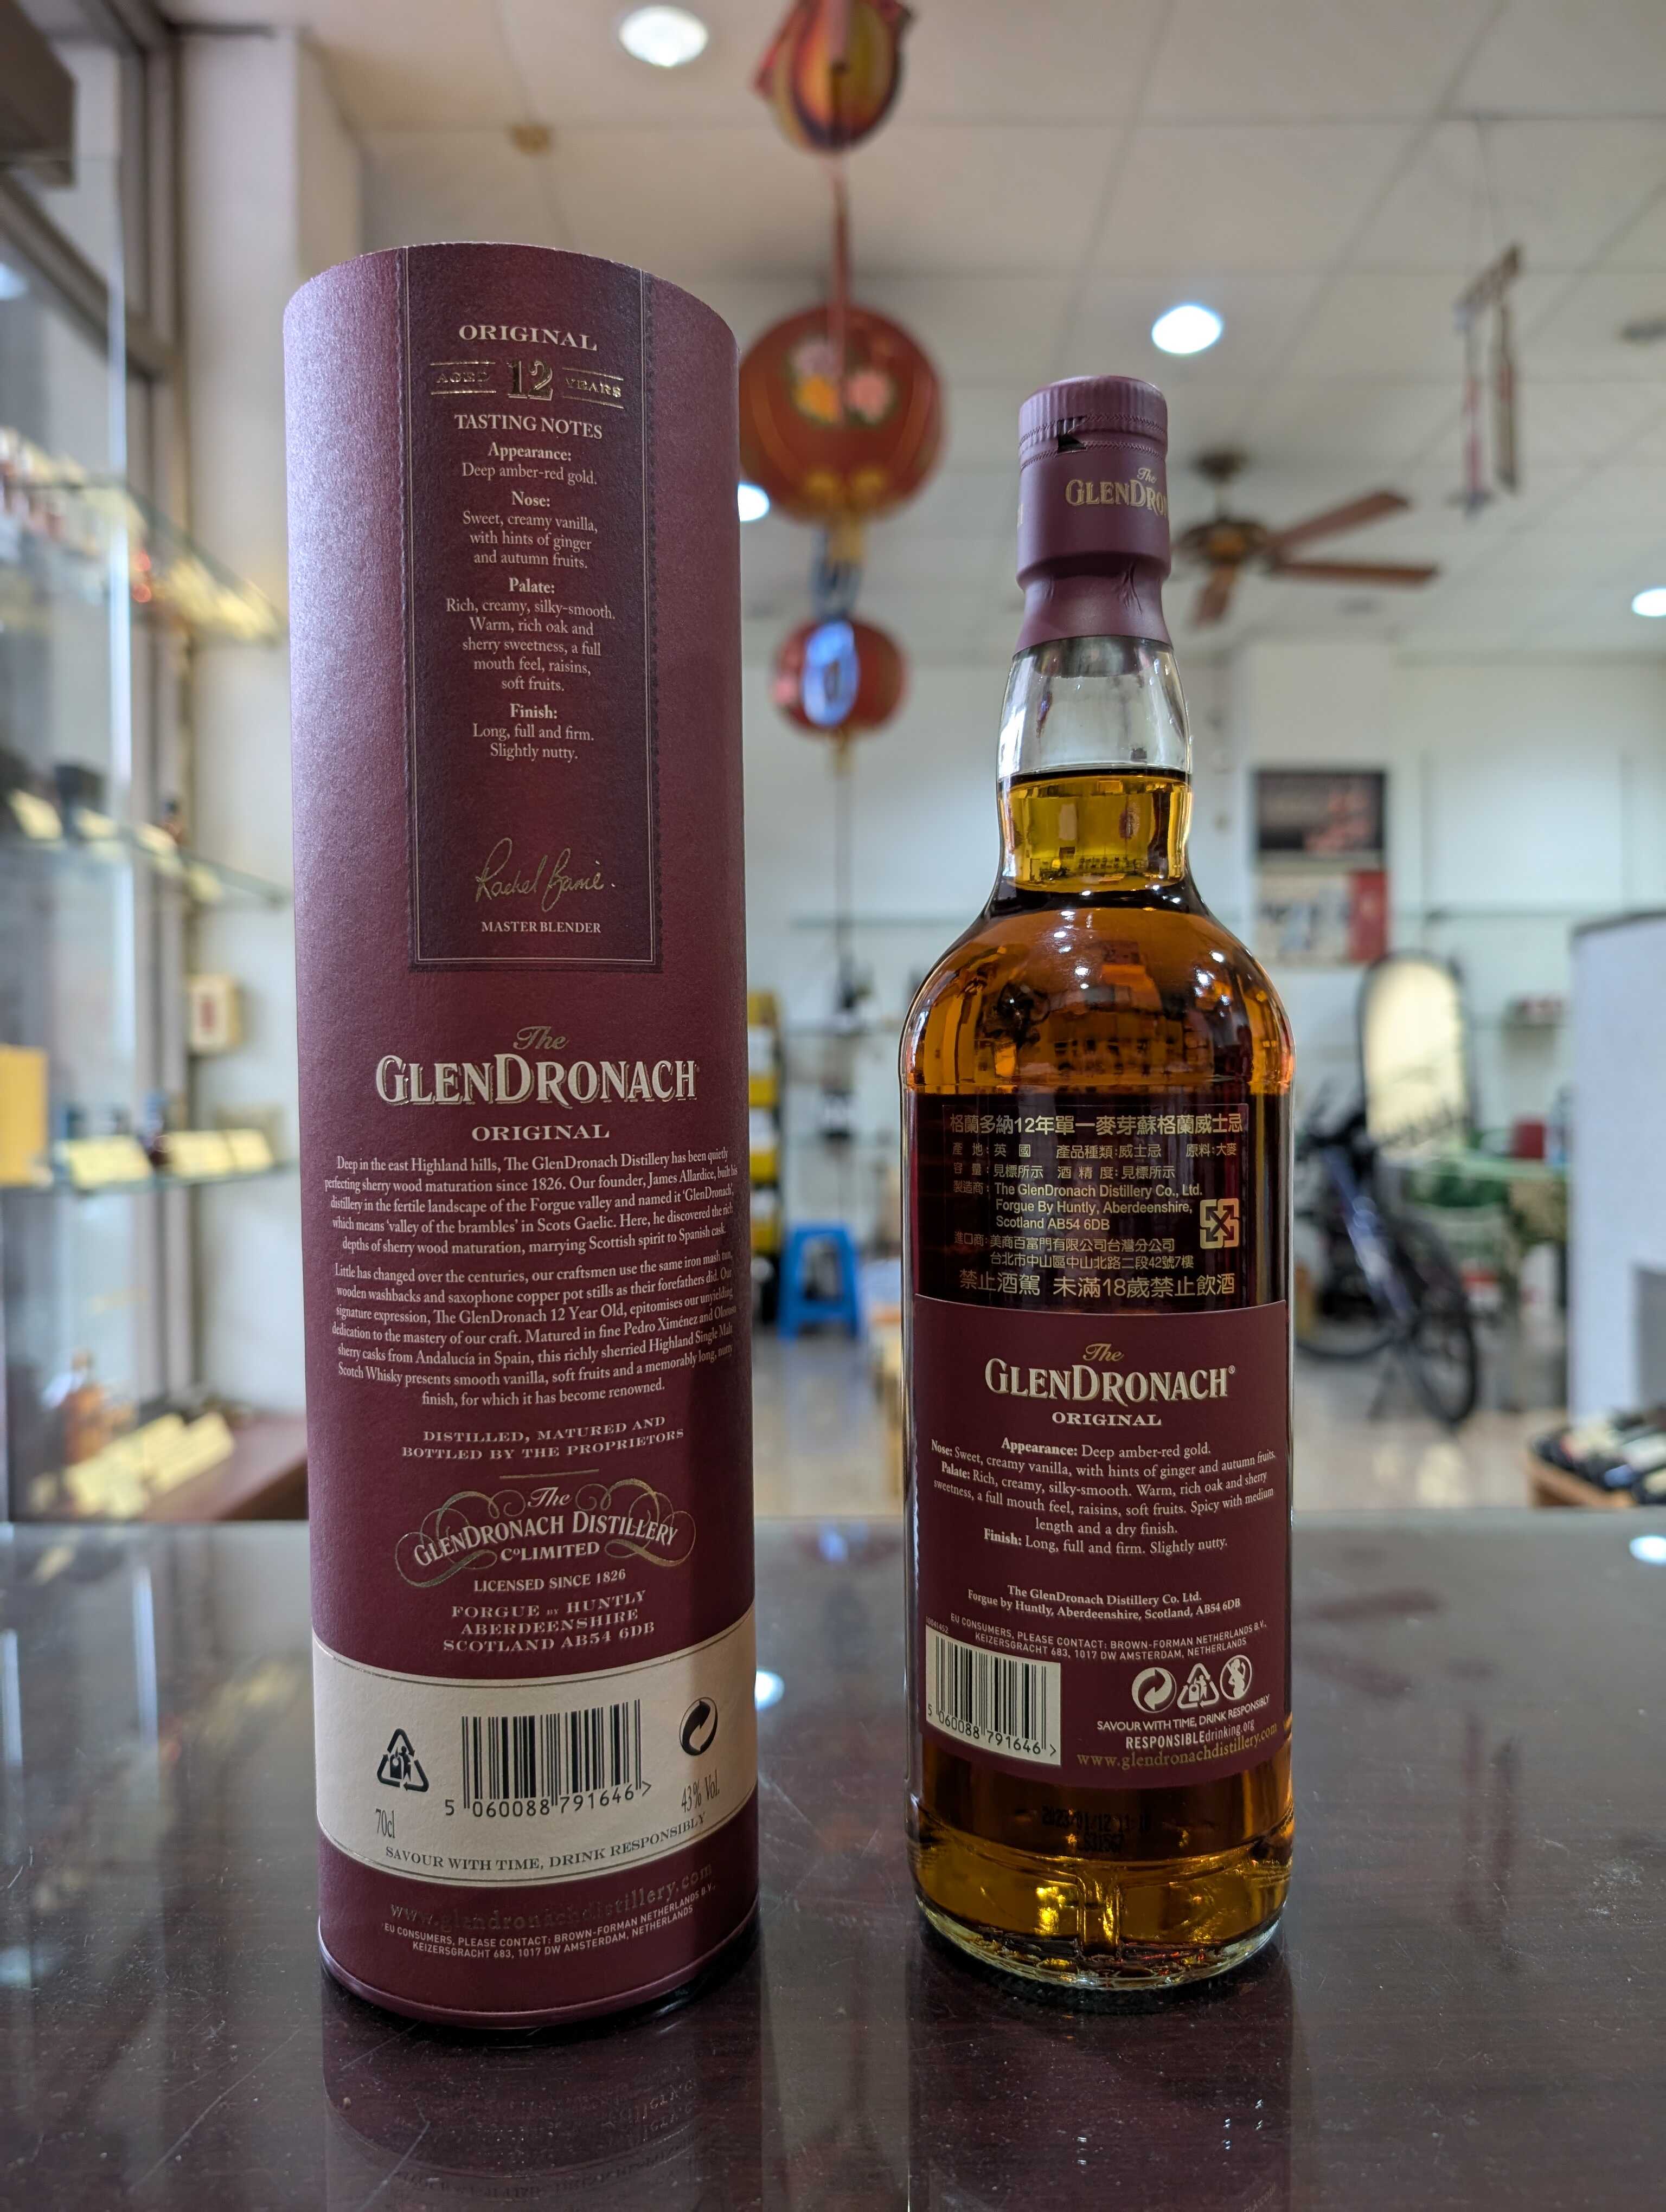 ORIGINAL
AGED 12 YEARS
TASTING NOTES
Appearance:
Deep amber-red gold.
Nose:
Sweet, creamy vanilla,
with hints of ginger
and autumn fruits.
Palate:
Rich, creamy, silky-smooth.
Warm, rich oak and
sherry sweetness, a full
mouth feel, raisins,
soft fruits.
Finish:
Long, full and firm.
Slightly nutty.
Rachel Barrie.
MASTER BLENDER
The
GLENDRONACH
ORIGINAL
Deep in the east Highland hills, The GlenDronach Distillery has been quietly
perfecting sherry wood maturation since 1826. Our founder, James Allardice, built his
distillery in the fertile landscape of the Forgue valley and named it 'GlenDronach',
which means 'valley of the brambles' in Scots Gaelic. Here, he discovered the rich
depths of sherry wood maturation, marrying Scottish spirit to Spanish cask.
Little has changed over the centuries, our craftsmen use the same iron mash tun,
wooden washbacks and saxophone copper pot stills as their forefathers did. Our
signature expression, The GlenDronach 12 Year Old, epitomises our unyielding
dedication to the mastery of our craft. Matured in fine Pedro Ximénez and Oloroso
sherry casks from Andalucía in Spain, this richly sherried Highland Single Malt
Scotch Whisky presents smooth vanilla, soft fruits and a memorably long, nutty
finish, for which it has become renowned.
DISTILLED, MATURED AND
BOTTLED BY THE PROPRIETORS
The
GLENDRONACH DISTILLERY
Cº LIMITED
LICENSED SINCE 1826
FORGUE BY HUNTLY
ABERDEENSHIRE
SCOTLAND AB54 6DB
5 060088 791646 >
70cl
43% Vol.
SAVOUR WITH TIME, DRINK RESPONSIBLY
www.glendronachdistillery.com
EU CONSUMERS, PLEASE CONTACT: BROWN-FORMAN NETHERLANDS B.V.,
KEIZERSGRACHT 683, 1017 DW AMSTERDAM, NETHERLANDS
The
GLENDRO
格蘭多納12年單一麥芽蘇格蘭威士忌
產 地:英 國 產品種類:威士忌 原料:大麥
容 量:見標所示 酒 精 度:見標所示
製造商:The GlenDronach Distillery Co., Ltd.
Forgue By Huntly, Aberdeenshire,
Scotland AB54 6DB
進口商:美商百富門有限公司台灣分公司
台北市中山區中山北路二段42號7樓
禁止酒駕 未滿18歲禁止飲酒
The
GLENDRONACH®
ORIGINAL
Appearance: Deep amber-red gold.
Nose: Sweet, creamy vanilla, with hints of ginger and autumn fruits.
Palate: Rich, creamy, silky-smooth. Warm, rich oak and sherry
sweetness, a full mouth feel, raisins, soft fruits. Spicy with medium
length and a dry finish.
Finish: Long, full and firm. Slightly nutty.
The GlenDronach Distillery Co. Ltd.
Forgue by Huntly, Aberdeenshire, Scotland, AB54 6DB
EU CONSUMERS, PLEASE CONTACT: BROWN-FORMAN NETHERLANDS B.V.,
KEIZERSGRACHT 683, 1017 DW AMSTERDAM, NETHERLANDS
5 060088 791646 >
SAVOUR WITH TIME, DRINK RESPONSIBLY
RESPONSIBLEdrinking.org
www.glendronachdistillery.com